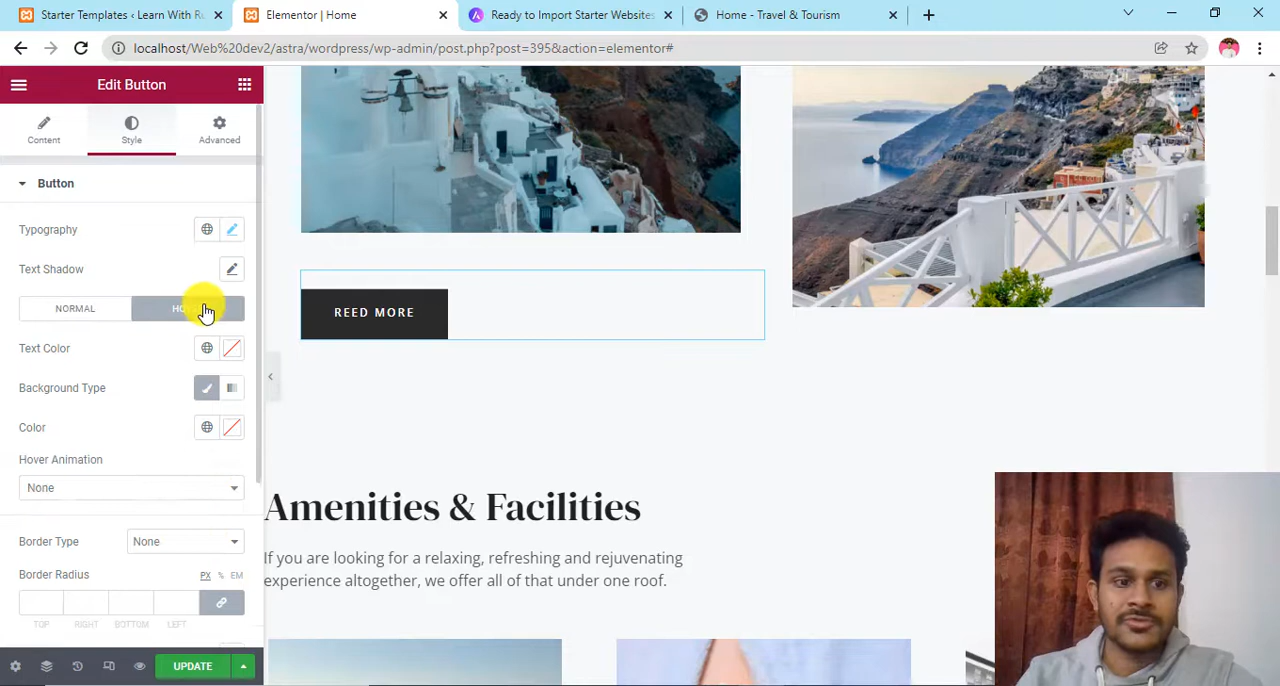 Starter Templates ‹ Learn With Ru
Elementor | Home
Ready to Import Starter Websites
Home - Travel & Tourism
localhost/Web%20dev2/astra/wordpress/wp-admin/post.php?post=395&action=elementor#
Edit Button
Content
Style
Advanced
Button
Typography
Text Shadow
NORMAL
Text Color
Background Type
Color
Hover Animation
None
Border Type
None
Border Radius
PX % EM
TOP RIGHT BOTTOM LEFT
UPDATE
REED MORE
Amenities & Facilities
If you are looking for a relaxing, refreshing and rejuvenating
experience altogether, we offer all of that under one roof.